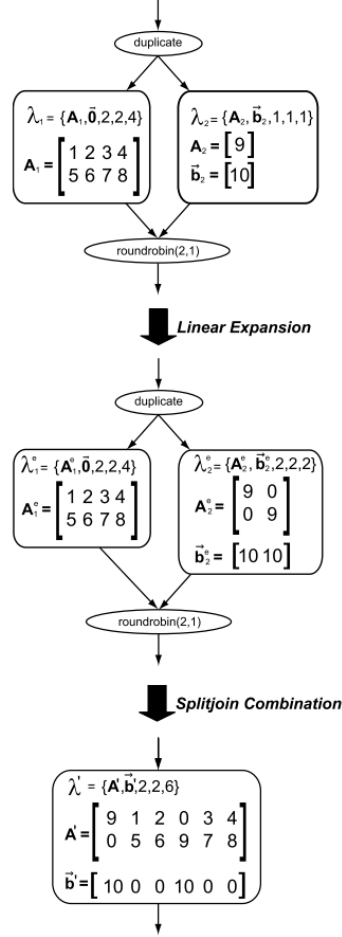 duplicate
λ₁ = {A₁,0⃗,2,2,4}
A₁ = [1 2 3 4
5 6 7 8]
λ₂ = {A₂, b⃗₂,1,1,1}
A₂ = [9]
b⃗₂ = [10]
roundrobin(2,1)
Linear Expansion
duplicate
λ₁ᵉ = {A₁ᵉ,0⃗,2,2,4}
A₁ᵉ = [1 2 3 4
5 6 7 8]
λ₂ᵉ = {A₂ᵉ, b⃗₂ᵉ,2,2,2}
A₂ᵉ = [9 0
0 9]
b⃗₂ᵉ = [10 10]
roundrobin(2,1)
Splitjoin Combination
λ' = {A',b⃗',2,2,6}
A' = [9 1 2 0 3 4
0 5 6 9 7 8]
b⃗' = [10 0 0 10 0 0]